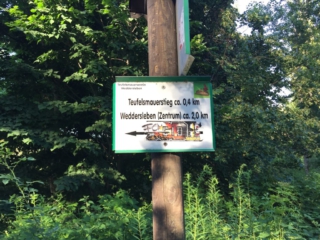 Teufelsmauerstieg ca. 0,4 km
Weddersleben (Zentrum) ca. 2,0 km